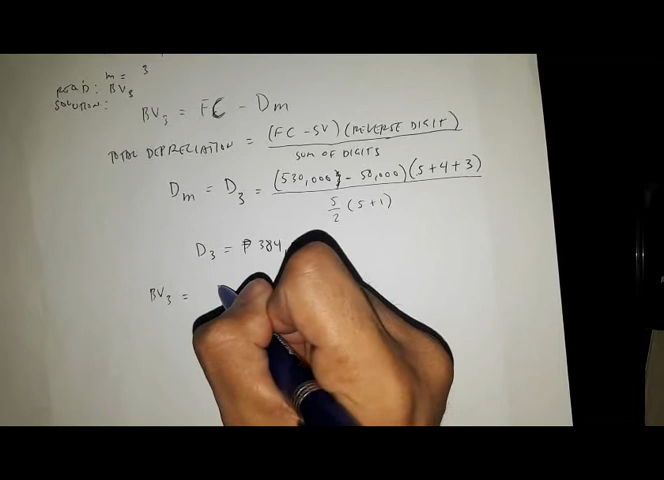 m = 3
REQ'D: BV₃
SOLUTION:
BV₃ = FC - Dm
TOTAL DEPRECIATION = (FC - SV) (REVERSE DIGIT) / SUM OF DIGITS
Dm = D₃ = (530,000 - 50,000)(5+4+3) / 5/2 (5+1)
D₃ = ₱384,
BV₃ =